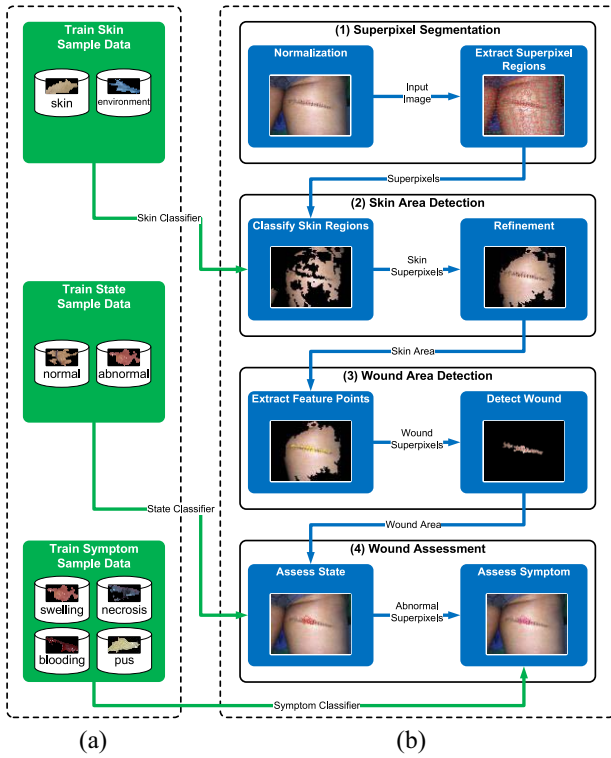 Train Skin
Sample Data
skin
environment
Skin Classifier
Train State
Sample Data
normal
abnormal
State Classifier
Train Symptom
Sample Data
swelling
necrosis
blooding
pus
Symptom Classifier
(a)
(1) Superpixel Segmentation
Normalization
Input
Image
Extract Superpixel
Regions
Superpixels
(2) Skin Area Detection
Classify Skin Regions
Skin
Superpixels
Refinement
Skin Area
(3) Wound Area Detection
Extract Feature Points
Wound
Superpixels
Detect Wound
Wound Area
(4) Wound Assessment
Assess State
Abnormal
Superpixels
Assess Symptom
(b)